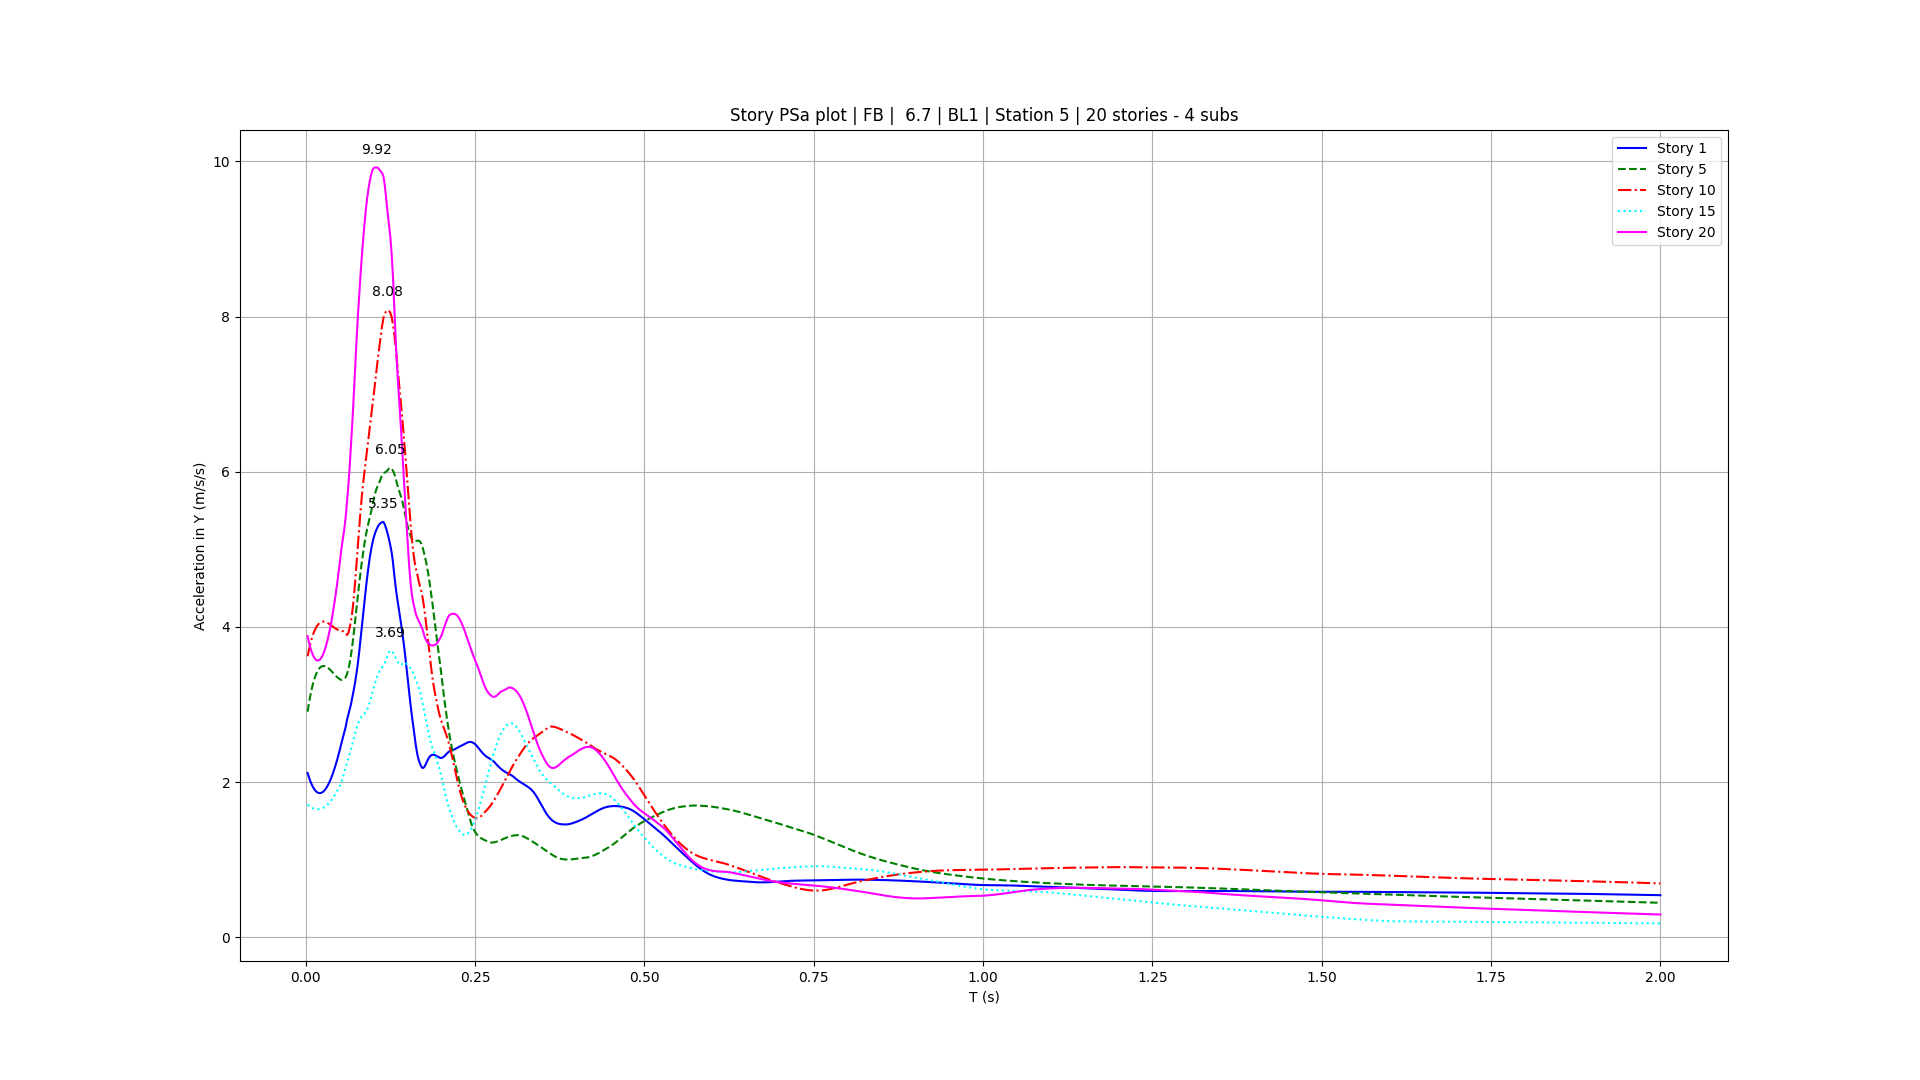 Story PSa plot | FB |  6.7 | BL1 | Station 5 | 20 stories - 4 subs
Story 1
Story 5
Story 10
Story 15
Story 20
9.92
8.08
6.05
5.35
3.69
10
8
6
4
2
0
Acceleration in Y (m/s/s)
0.00 0.25 0.50 0.75 1.00 1.25 1.50 1.75 2.00
T (s)